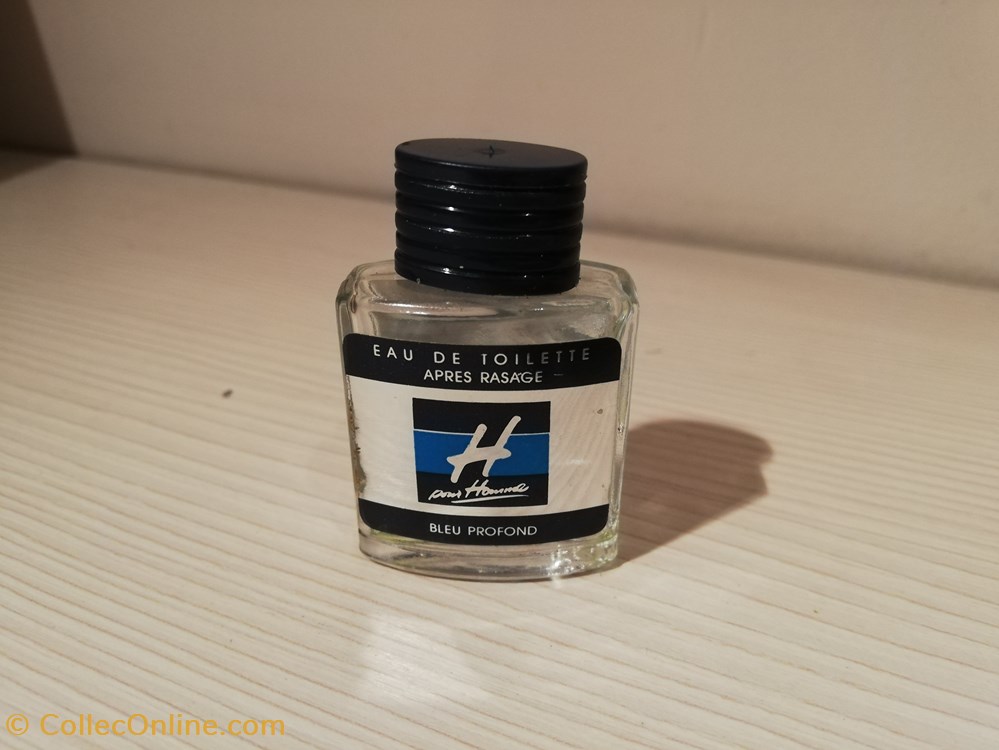 EAU DE TOILETTE
APRES RASAGE
H
pour Homme
BLEU PROFOND
© CollecOnline.com